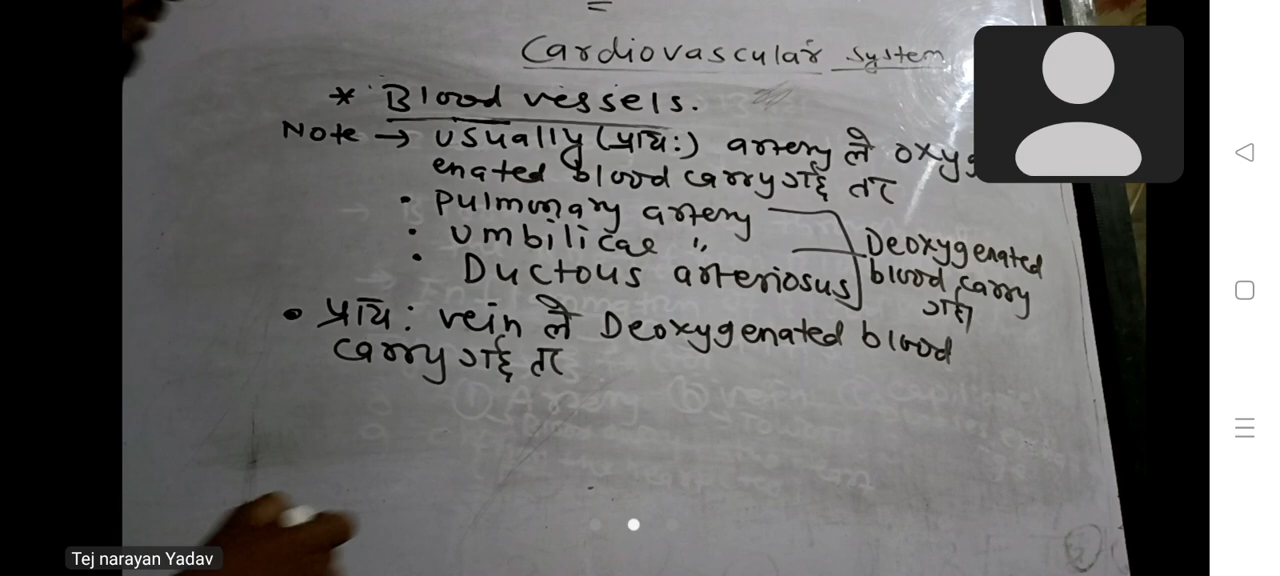 Cardiovascular system
* Blood vessels.
Note → Usually (प्राय:) artery ले oxyg
enated blood carry गर्छ तर
• Pulmonary artery
• Umbilical "
• Ductous arteriosus
Deoxygenated
blood carry
• प्राय: vein ले Deoxygenated blood
carry गर्छ तर
Tej narayan Yadav